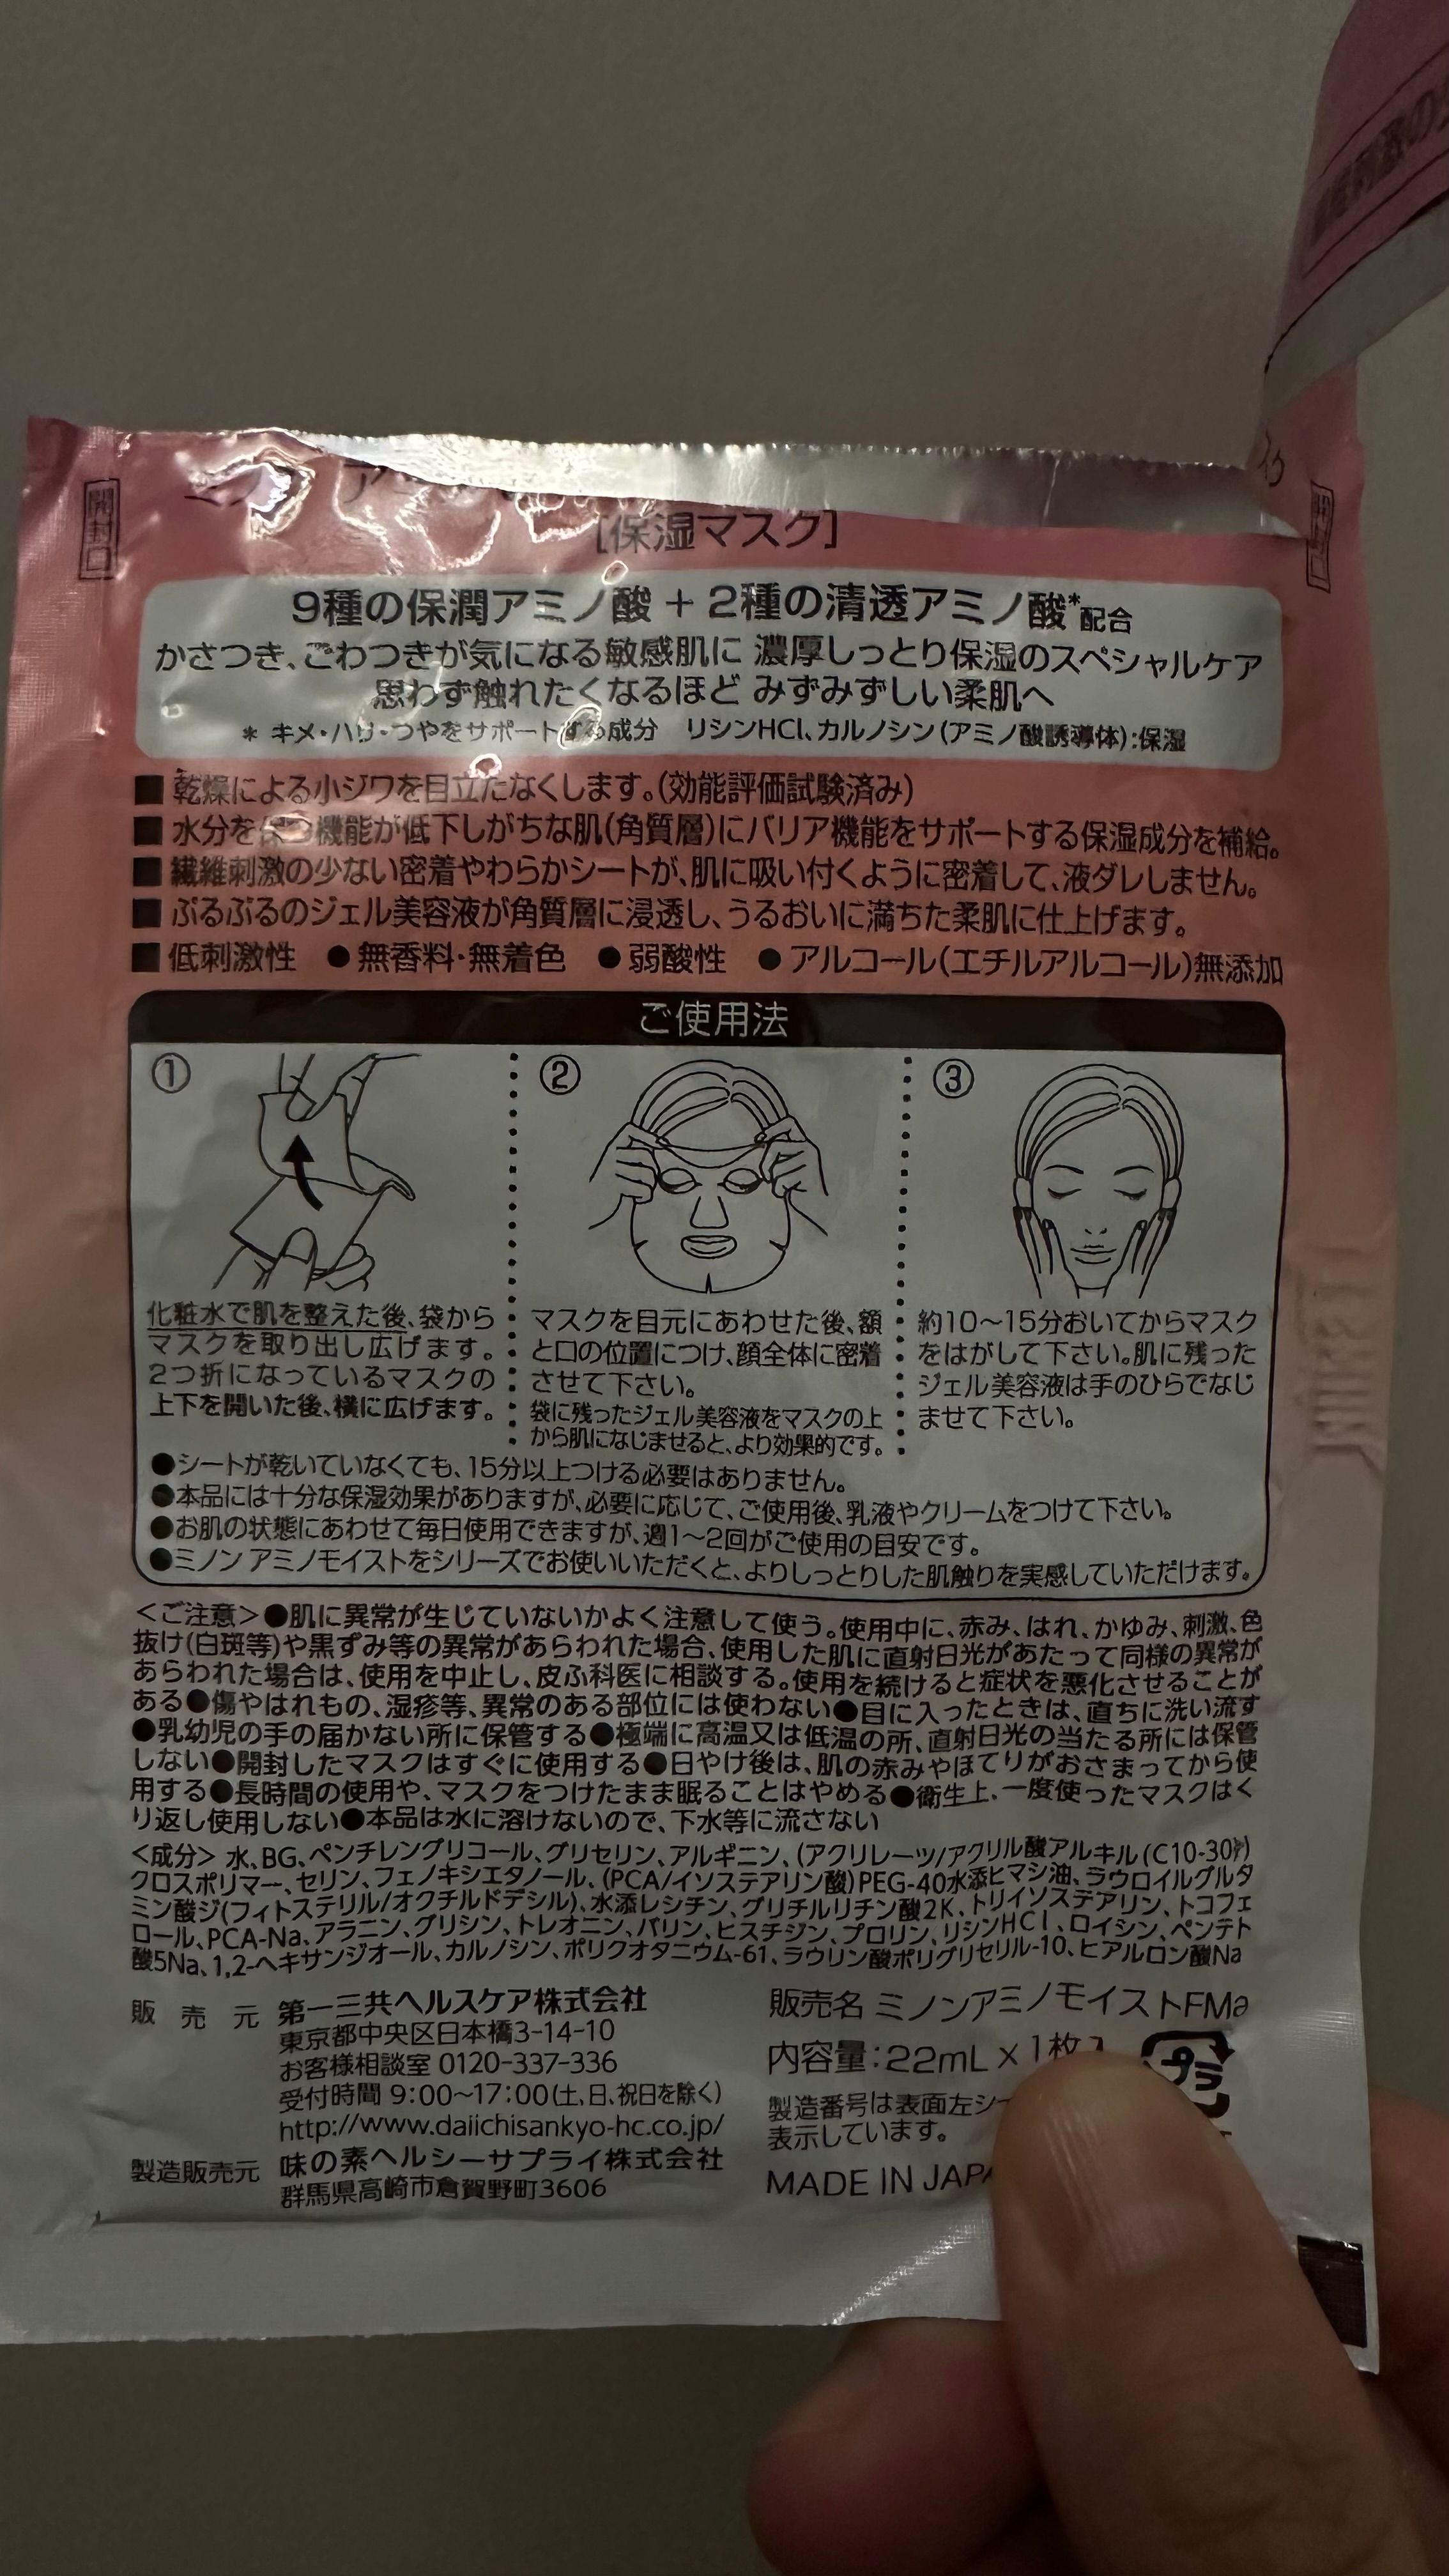 開封口
[保湿マスク]
9種の保潤アミノ酸 + 2種の清透アミノ酸*配合
かさつき、ごわつきが気になる敏感肌に 濃厚しっとり保湿のスペシャルケア
思わず触れたくなるほど みずみずしい柔肌へ
* キメ・ハリ・つやをサポートする成分 リシンHCl、カルノシン(アミノ酸誘導体):保湿
■ 乾燥による小ジワを目立たなくします。(効能評価試験済み)
■ 水分を保つ機能が低下しがちな肌(角質層)にバリア機能をサポートする保湿成分を補給。
■ 繊維刺激の少ない密着やわらかシートが、肌に吸い付くように密着して、液ダレしません。
■ ぷるぷるのジェル美容液が角質層に浸透し、うるおいに満ちた柔肌に仕上げます。
■ 低刺激性 ●無香料・無着色 ●弱酸性 ●アルコール(エチルアルコール)無添加
ご使用法
①
化粧水で肌を整えた後、袋から
マスクを取り出し広げます。
2つ折になっているマスクの
上下を開いた後、横に広げます。
②
マスクを目元にあわせた後、額
と口の位置につけ、顔全体に密着
させて下さい。
袋に残ったジェル美容液をマスクの上
から肌になじませると、より効果的です。
③
約10～15分おいてからマスク
をはがして下さい。肌に残った
ジェル美容液は手のひらでなじ
ませて下さい。
●シートが乾いていなくても、15分以上つける必要はありません。
●本品には十分な保湿効果がありますが、必要に応じて、ご使用後、乳液やクリームをつけて下さい。
●お肌の状態にあわせて毎日使用できますが、週1～2回がご使用の目安です。
●ミノン アミノモイストをシリーズでお使いいただくと、よりしっとりした肌触りを実感していただけます。
＜ご注意＞●肌に異常が生じていないかよく注意して使う。使用中に、赤み、はれ、かゆみ、刺激、色
抜け(白斑等)や黒ずみ等の異常があらわれた場合、使用した肌に直射日光があたって同様の異常が
あらわれた場合は、使用を中止し、皮ふ科医に相談する。使用を続けると症状を悪化させることが
ある●傷やはれもの、湿疹等、異常のある部位には使わない●目に入ったときは、直ちに洗い流す
●乳幼児の手の届かない所に保管する●極端に高温又は低温の所、直射日光の当たる所には保管
しない●開封したマスクはすぐに使用する●日やけ後は、肌の赤みやほてりがおさまってから使
用する●長時間の使用や、マスクをつけたまま眠ることはやめる●衛生上、一度使ったマスクはく
り返し使用しない●本品は水に溶けないので、下水等に流さない
＜成分＞ 水、BG、ペンチレングリコール、グリセリン、アルギニン、(アクリレーツ/アクリル酸アルキル(C10-30))
クロスポリマー、セリン、フェノキシエタノール、(PCA/イソステアリン酸)PEG-40水添ヒマシ油、ラウロイルグルタ
ミン酸ジ(フィトステリル/オクチルドデシル)、水添レシチン、グリチルリチン酸2K、トリイソステアリン、トコフェ
ロール、PCA-Na、アラニン、グリシン、トレオニン、バリン、ヒスチジン、プロリン、リシンHCl、ロイシン、ペンテト
酸5Na、1,2-ヘキサンジオール、カルノシン、ポリクオタニウム-61、ラウリン酸ポリグリセリル-10、ヒアルロン酸Na
販売元 第一三共ヘルスケア株式会社
東京都中央区日本橋3-14-10
お客様相談室 0120-337-336
受付時間 9:00～17:00(土、日、祝日を除く)
http://www.daiichisankyo-hc.co.jp/
製造販売元 味の素ヘルシーサプライ株式会社
群馬県高崎市倉賀野町3606
販売名 ミノンアミノモイストFMa
内容量:22mL×1枚
製造番号は表面左シー
表示しています。
MADE IN JAPA
プラ